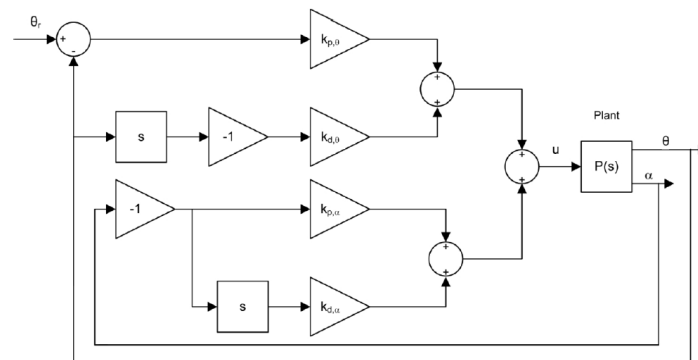 θr
+
-
kp,θ
+
+
s
-1
kd,θ
Plant
u
+
+
P(s)
θ
α
-1
kp,α
+
+
s
kd,α